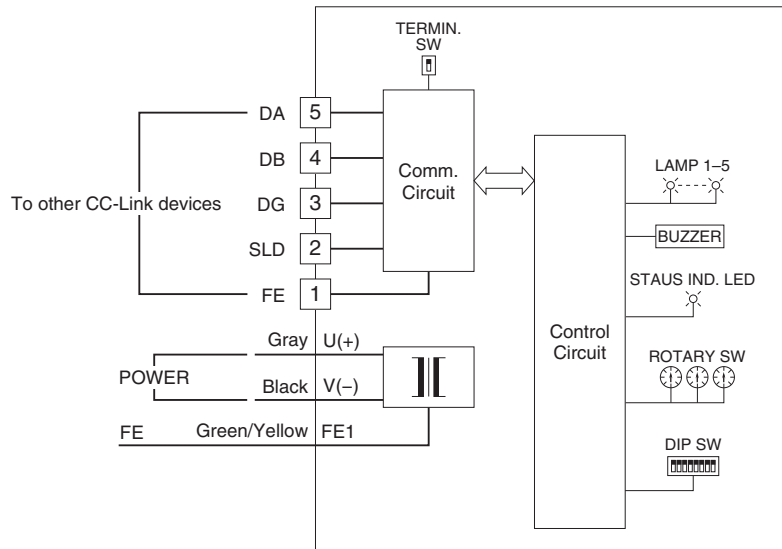 TERMIN.
SW
DA 5
DB 4
To other CC-Link devices
DG 3
SLD 2
FE 1
Comm.
Circuit
LAMP 1–5
BUZZER
STAUS IND. LED
Control
Circuit
ROTARY SW
DIP SW
Gray U(+)
POWER
Black V(−)
FE Green/Yellow FE1